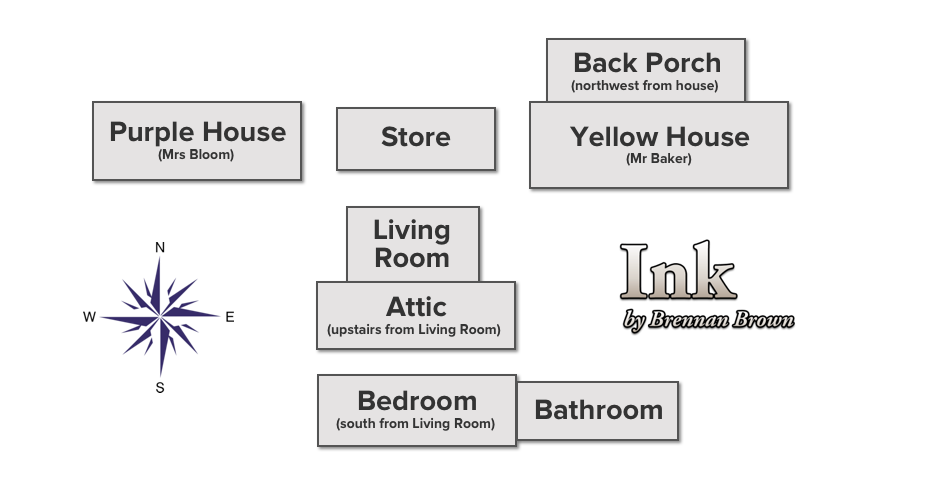 Back Porch
(northwest from house)
Purple House
(Mrs Bloom)
Store
Yellow House
(Mr Baker)
Living
Room
N
W
E
S
Attic
(upstairs from Living Room)
Ink
by Brennan Brown
Bedroom
(south from Living Room)
Bathroom